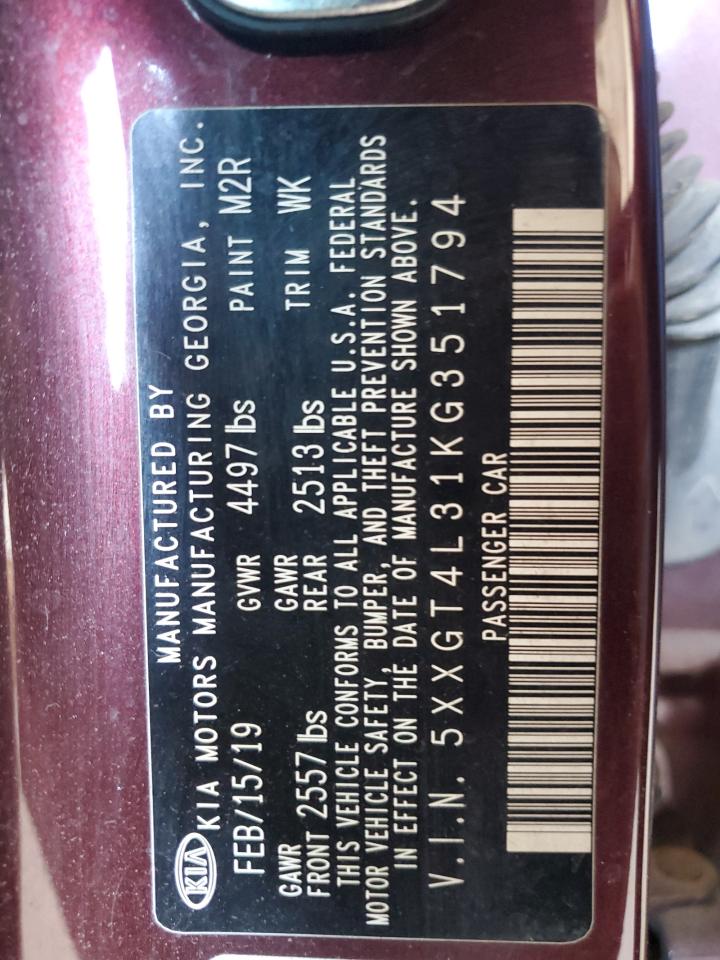 MANUFACTURED BY
KIA KIA MOTORS MANUFACTURING GEORGIA, INC.
FEB/15/19 GVWR 4497 lbs PAINT M2R
GAWR FRONT 2557 lbs GAWR REAR 2513 lbs TRIM WK
THIS VEHICLE CONFORMS TO ALL APPLICABLE U.S.A. FEDERAL
MOTOR VEHICLE SAFETY, BUMPER, AND THEFT PREVENTION STANDARDS
IN EFFECT ON THE DATE OF MANUFACTURE SHOWN ABOVE.
V.I.N. 5XXGT4L31KG351794
PASSENGER CAR